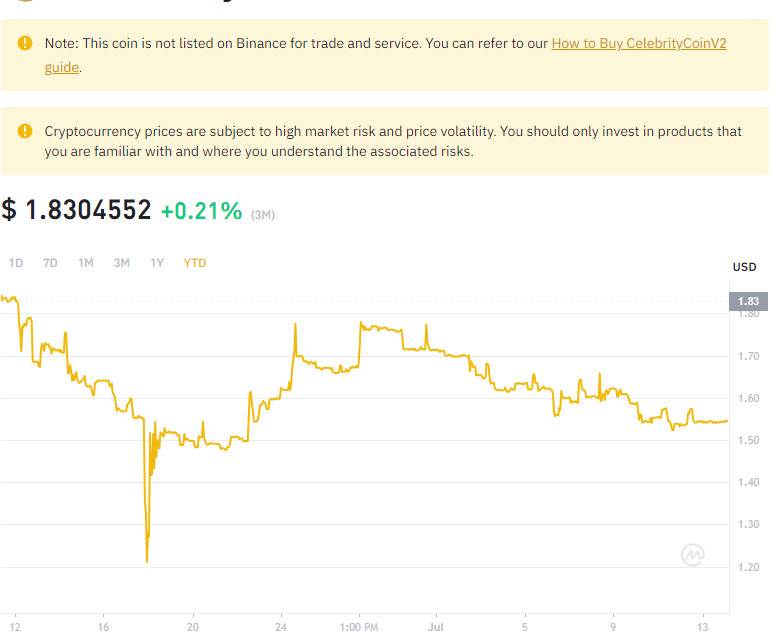 Note: This coin is not listed on Binance for trade and service. You can refer to our How to Buy CelebrityCoinV2
guide.
Cryptocurrency prices are subject to high market risk and price volatility. You should only invest in products that
you are familiar with and where you understand the associated risks.
$ 1.8304552 +0.21% (3M)
1D 7D 1M 3M 1Y YTD
USD
1.83
1.80
1.70
1.60
1.50
1.40
1.30
1.20
12 16 20 24 1:00 PM Jul 5 9 13